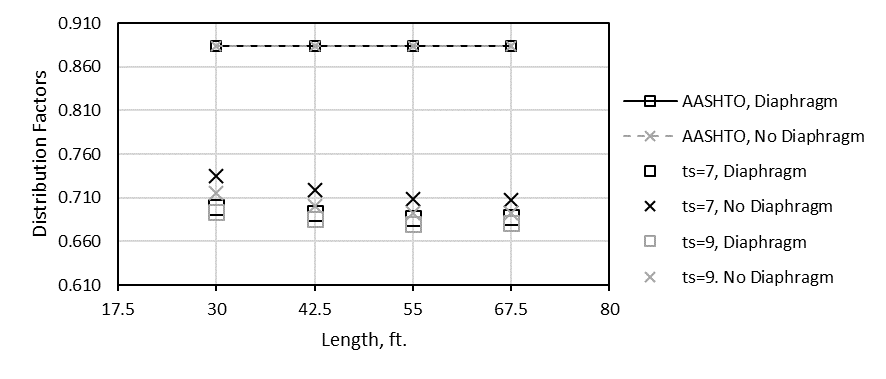 0.910
0.860
0.810
0.760
0.710
0.660
0.610
Distribution Factors
17.5 30 42.5 55 67.5 80
Length, ft.
AASHTO, Diaphragm
AASHTO, No Diaphragm
ts=7, Diaphragm
ts=7, No Diaphragm
ts=9, Diaphragm
ts=9. No Diaphragm